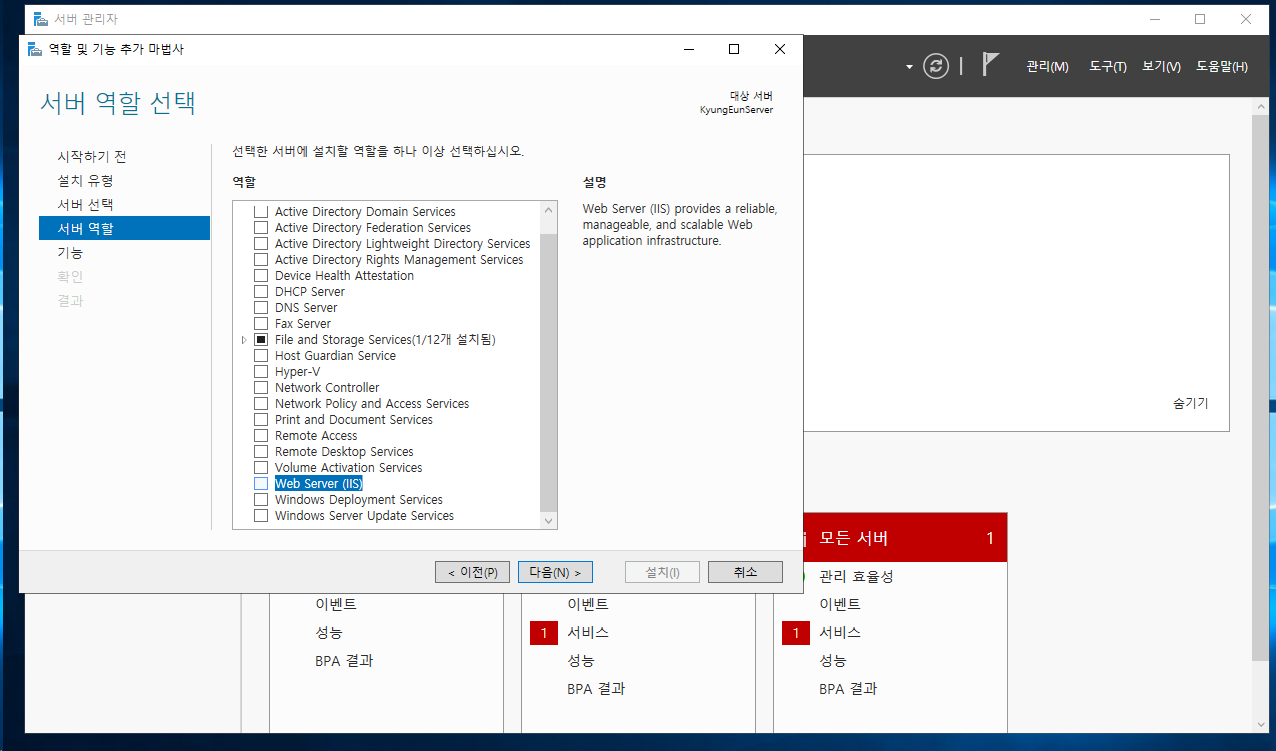 서버 관리자
역할 및 기능 추가 마법사
관리(M) 도구(T) 보기(V) 도움말(H)
서버 역할 선택
대상 서버
KyungEunServer
시작하기 전
설치 유형
서버 선택
서버 역할
기능
확인
결과
선택한 서버에 설치할 역할을 하나 이상 선택하십시오.
역할
Active Directory Domain Services
Active Directory Federation Services
Active Directory Lightweight Directory Services
Active Directory Rights Management Services
Device Health Attestation
DHCP Server
DNS Server
Fax Server
File and Storage Services(1/12개 설치됨)
Host Guardian Service
Hyper-V
Network Controller
Network Policy and Access Services
Print and Document Services
Remote Access
Remote Desktop Services
Volume Activation Services
Web Server (IIS)
Windows Deployment Services
Windows Server Update Services
설명
Web Server (IIS) provides a reliable,
manageable, and scalable Web
application infrastructure.
< 이전(P) 다음(N) > 설치(I) 취소
숨기기
이벤트
성능
BPA 결과
이벤트
1 서비스
성능
BPA 결과
모든 서버 1
관리 효율성
이벤트
1 서비스
성능
BPA 결과